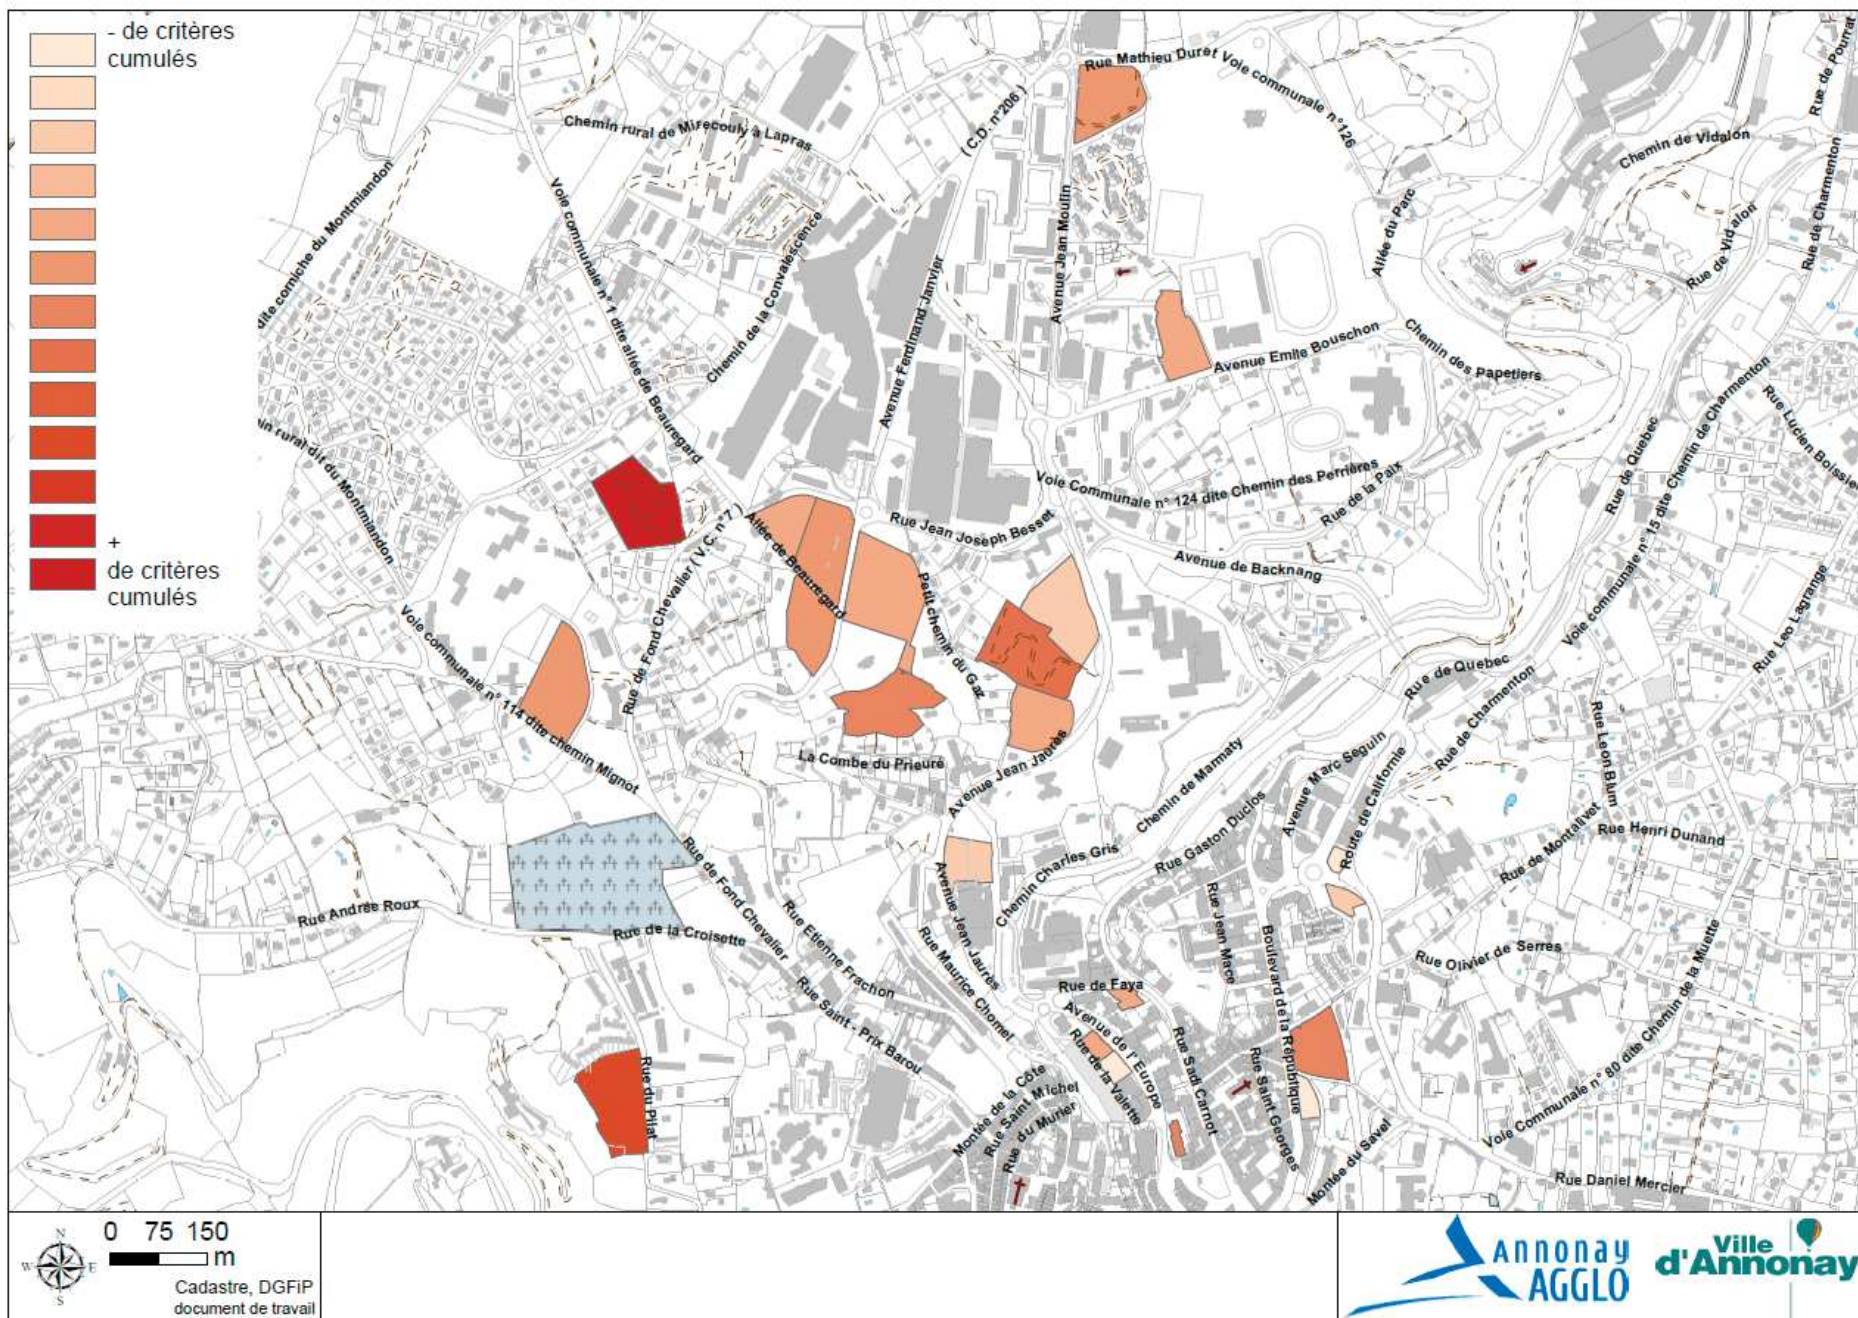 - de critères
cumulés
+
de critères
cumulés
Rue Mathieu Duret
Voie communale n°126
Rue de Pourrat
( C.D. n°206 )
Chemin rural de Mirecouly à Lapras
Chemin de Vidalon
Rue de Charmenton
dite corniche du Montmiandon
Voie communale n° 1 dite allée de Beauregard
Chemin de la Convalescence
Avenue Ferdinand Janvier
Avenue Jean Moulin
Allée du Parc
Rue de Vidalon
Avenue Emile Bouschon
Chemin des Papetiers
Rue Lucien Boissier
in rural dit du Montmiandon
Rue de Quebec
Voie communale n° 15 dite Chemin de Charmenton
Voie Communale n° 124 dite Chemin des Perrières
Rue de la Paix
Rue Jean Joseph Besset
Avenue de Backnang
Allée de Beauregard
Rue de Fond Chevalier ( V.C. n 7 )
Petit chemin du Gaz
Rue Leo Lagrange
Voie communale n° 114 dite chemin Mignot
Rue de Quebec
Rue de Charmenton
Rue Leon Blum
La Combe du Prieuré
Avenue Jean Jaurès
Chemin de Marmaty
Avenue Marc Seguin
Route de Californie
Rue Gaston Duclos
Rue de Montalivet
Rue Henri Dunand
Rue de Fond Chevalier
Chemin Charles Gris
Avenue Jean Jaurès
Rue Andrée Roux
Rue de la Croisette
Rue Etienne Frachon
Rue Maurice Chomel
Rue Jean Mace
Boulevard de la République
Rue Olivier de Serres
Rue Saint - Prix Barou
Rue de Faya
Avenue de l' Europe
Rue de la Valette
Rue Sadi Carnot
Rue Saint Georges
Voie Communale n° 80 dite Chemin de la Muette
Rue du Pilat
Montée de la Côte
Rue Saint Michel
Rue du Murier
Montée du Savel
Rue Daniel Mercier
N
W E
S
0 75 150
m
Cadastre, DGFiP
document de travail
ANNONAY
AGGLO
Ville
d'Annonay